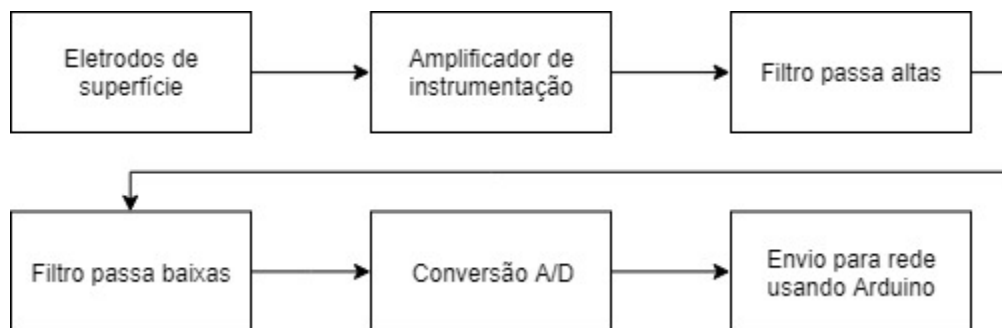 Eletrodos de
superfície
Amplificador de
instrumentação
Filtro passa altas
Filtro passa baixas
Conversão A/D
Envio para rede
usando Arduino